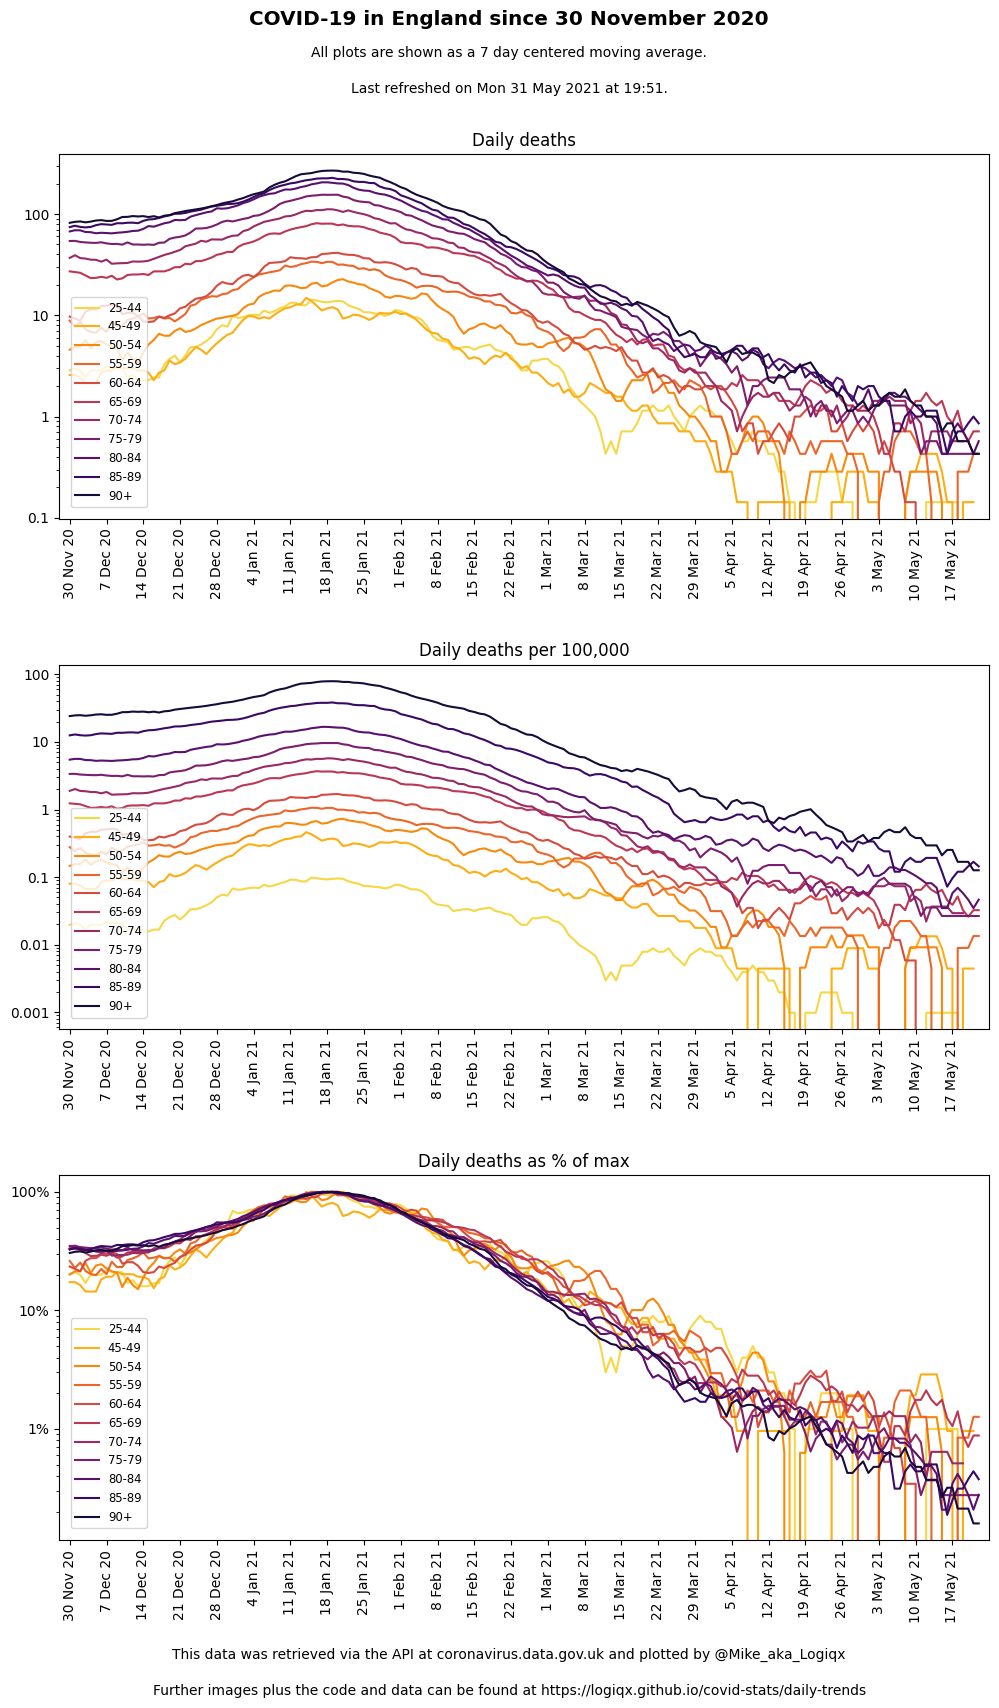 COVID-19 in England since 30 November 2020
All plots are shown as a 7 day centered moving average.
Last refreshed on Mon 31 May 2021 at 19:51.
Daily deaths
100
10
1
0.1
25-44
45-49
50-54
55-59
60-64
65-69
70-74
75-79
80-84
85-89
90+
30 Nov 20
7 Dec 20
14 Dec 20
21 Dec 20
28 Dec 20
4 Jan 21
11 Jan 21
18 Jan 21
25 Jan 21
1 Feb 21
8 Feb 21
15 Feb 21
22 Feb 21
1 Mar 21
8 Mar 21
15 Mar 21
22 Mar 21
29 Mar 21
5 Apr 21
12 Apr 21
19 Apr 21
26 Apr 21
3 May 21
10 May 21
17 May 21
Daily deaths per 100,000
100
10
1
0.1
0.01
0.001
25-44
45-49
50-54
55-59
60-64
65-69
70-74
75-79
80-84
85-89
90+
30 Nov 20
7 Dec 20
14 Dec 20
21 Dec 20
28 Dec 20
4 Jan 21
11 Jan 21
18 Jan 21
25 Jan 21
1 Feb 21
8 Feb 21
15 Feb 21
22 Feb 21
1 Mar 21
8 Mar 21
15 Mar 21
22 Mar 21
29 Mar 21
5 Apr 21
12 Apr 21
19 Apr 21
26 Apr 21
3 May 21
10 May 21
17 May 21
Daily deaths as % of max
100%
10%
1%
25-44
45-49
50-54
55-59
60-64
65-69
70-74
75-79
80-84
85-89
90+
30 Nov 20
7 Dec 20
14 Dec 20
21 Dec 20
28 Dec 20
4 Jan 21
11 Jan 21
18 Jan 21
25 Jan 21
1 Feb 21
8 Feb 21
15 Feb 21
22 Feb 21
1 Mar 21
8 Mar 21
15 Mar 21
22 Mar 21
29 Mar 21
5 Apr 21
12 Apr 21
19 Apr 21
26 Apr 21
3 May 21
10 May 21
17 May 21
This data was retrieved via the API at coronavirus.data.gov.uk and plotted by @Mike_aka_Logiqx
Further images plus the code and data can be found at https://logiqx.github.io/covid-stats/daily-trends